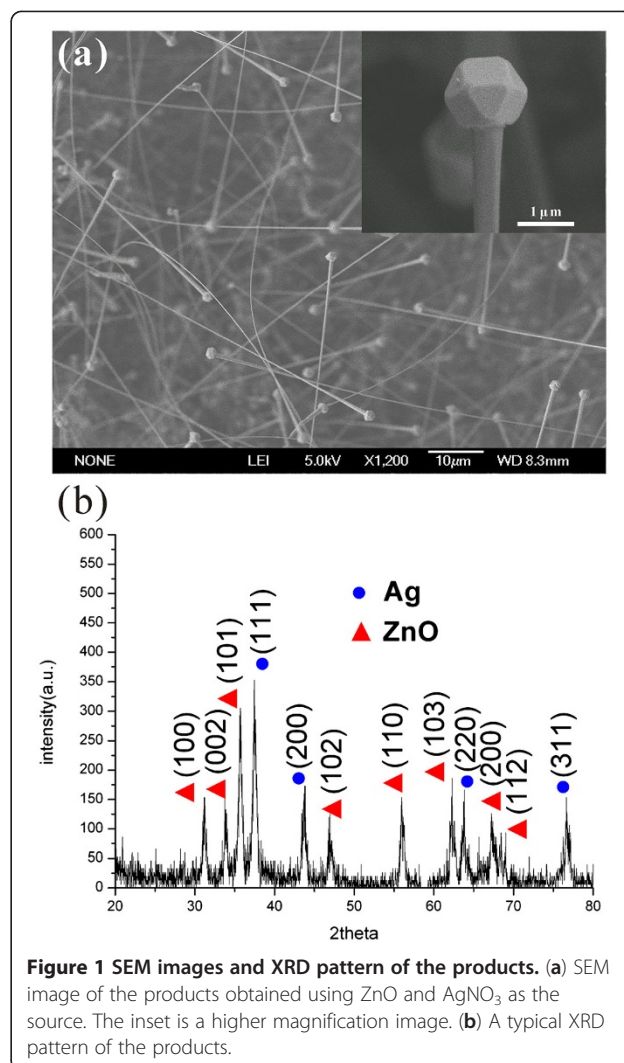 (a)
1 μm
NONE LEI 5.0kV X1,200 10μm WD 8.3mm
(b)
600
550
500
450
400
350
300
250
200
150
100
50
0
intensity(a.u.)
Ag
ZnO
(100)
(002)
(101)
(111)
(200)
(102)
(110)
(103)
(220)
(200)
(112)
(311)
20 30 40 50 60 70 80
2theta
Figure 1 SEM images and XRD pattern of the products. (a) SEM
image of the products obtained using ZnO and AgNO₃ as the
source. The inset is a higher magnification image. (b) A typical XRD
pattern of the products.